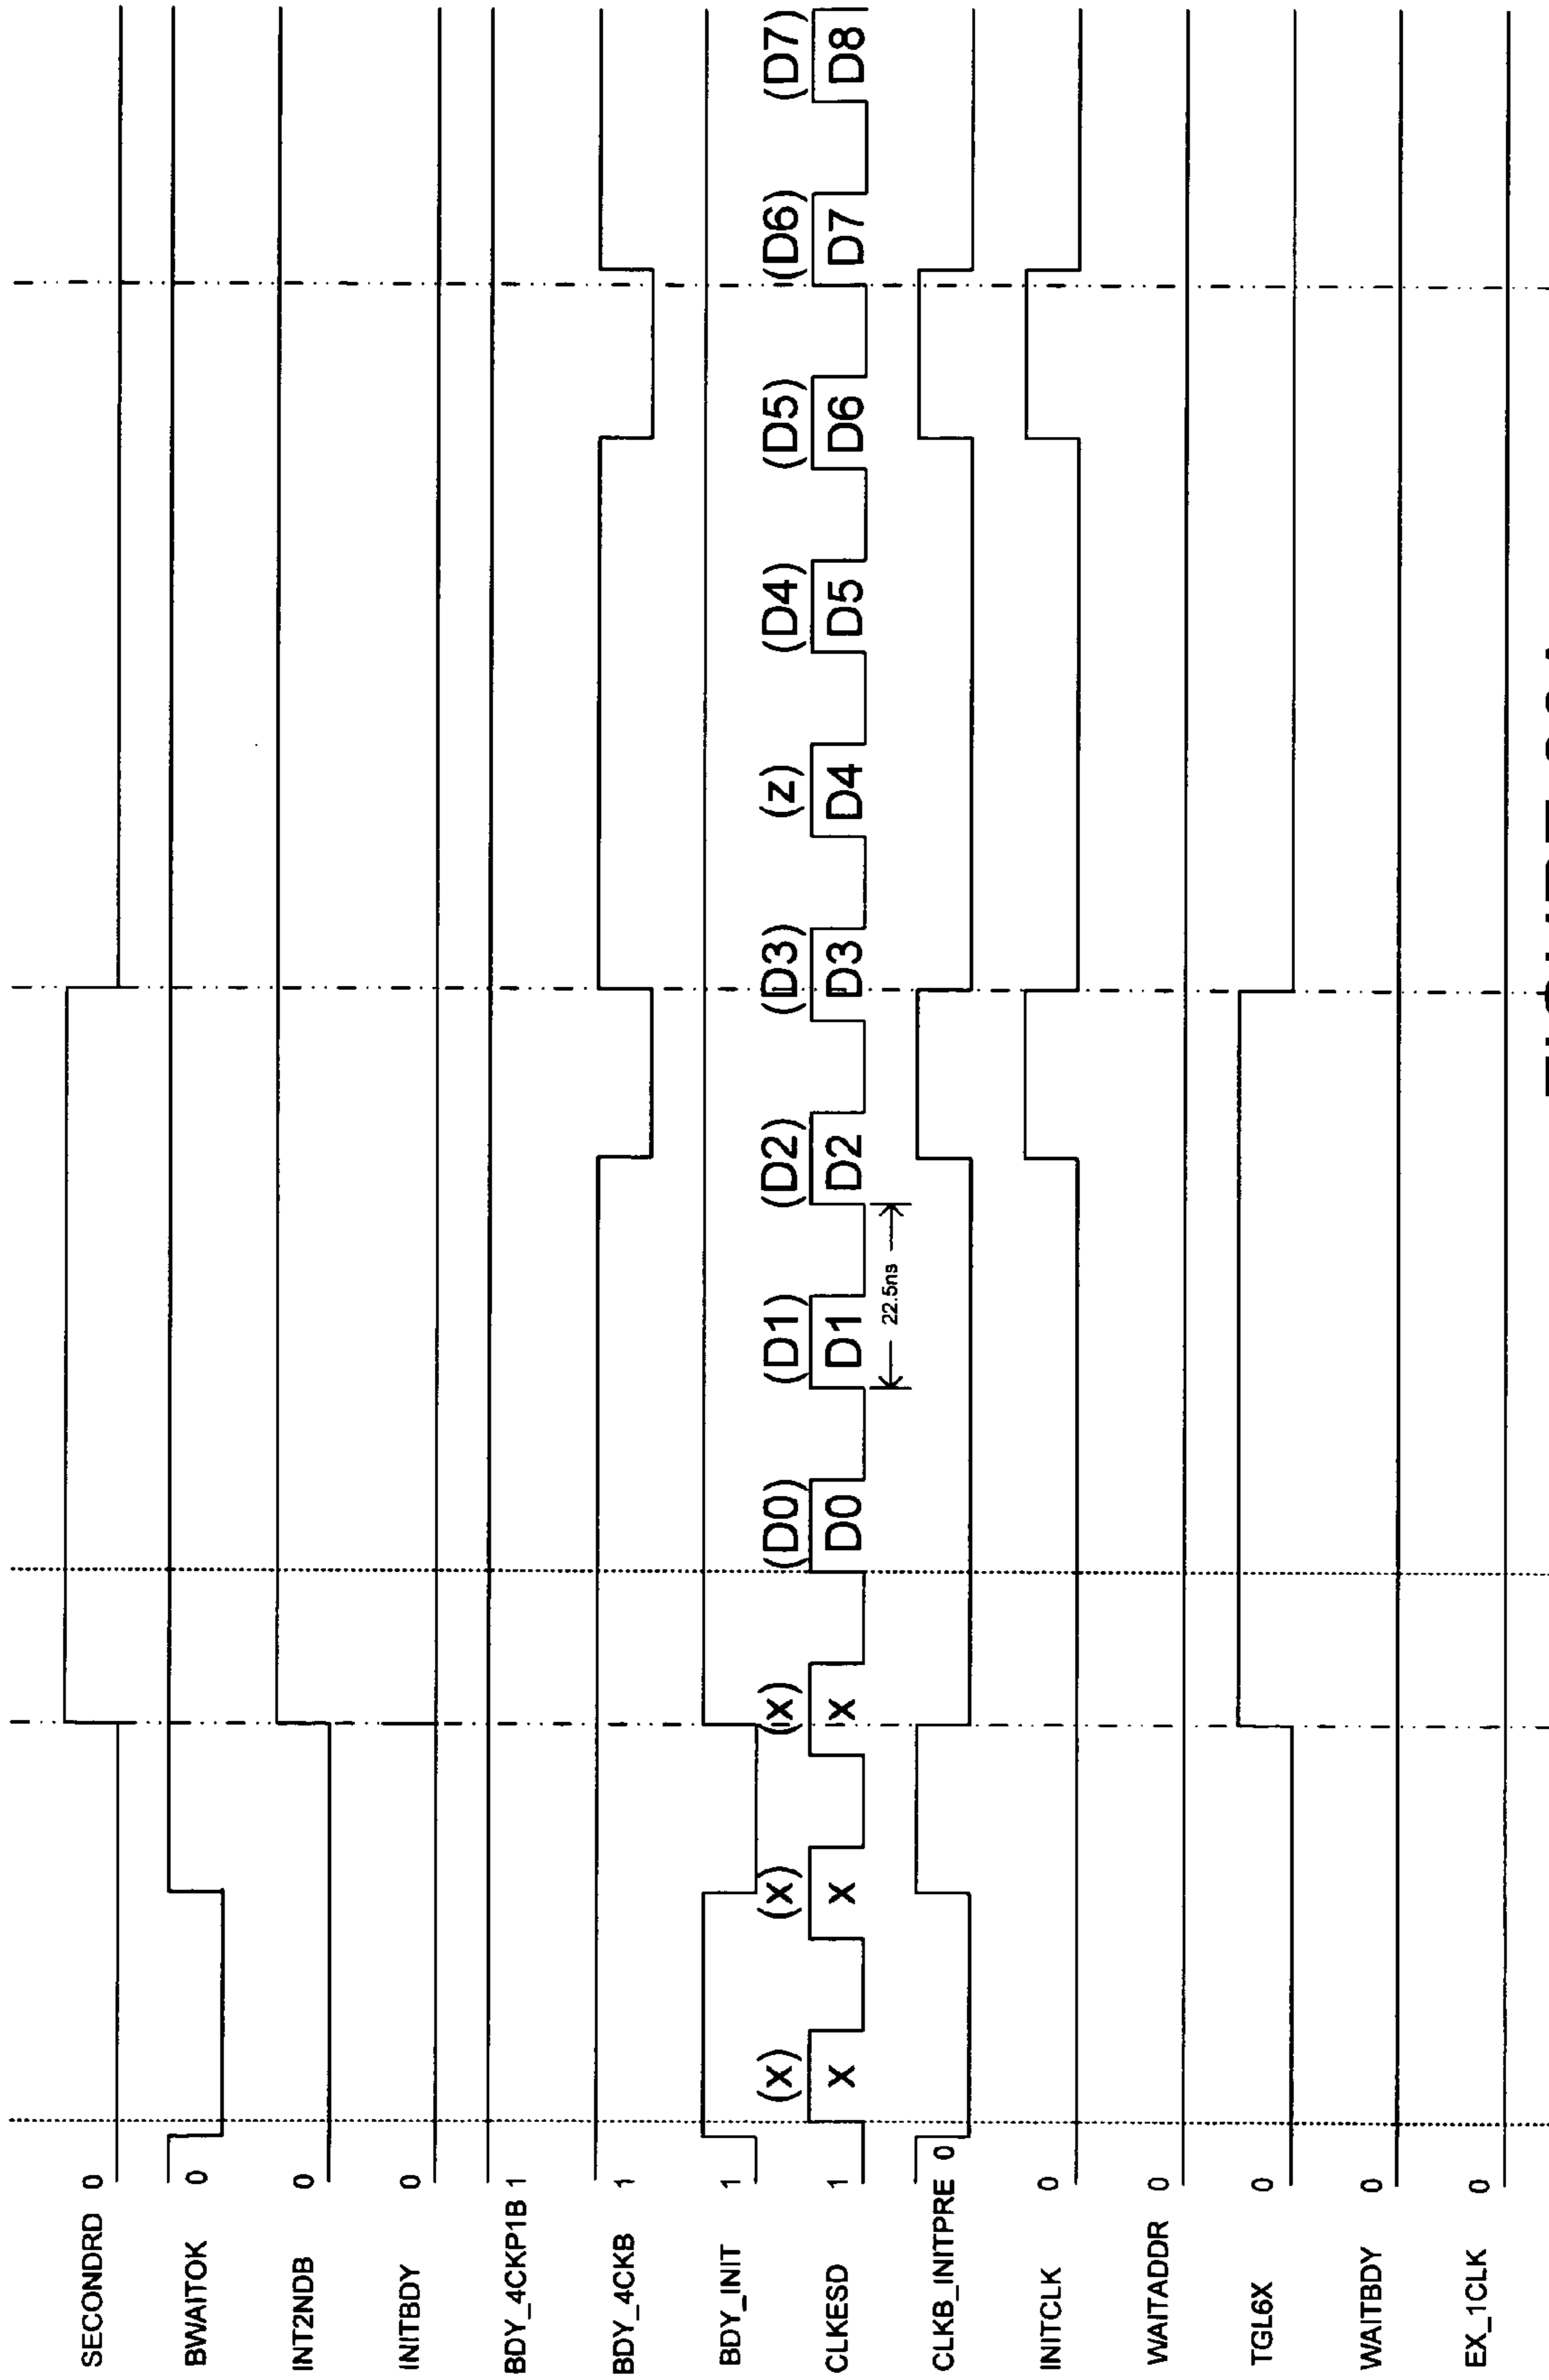 SECONDRD 0
BWAITOK 0
INT2NDB 0
INITBDY 0
BDY_4CKP1B 1
BDY_4CKB 1
BDY_INIT 1
(x) (x) (x) (D0) (D1) (D2) (D3) (z) (D4) (D5) (D6) (D7)
CLKESD 1 x x x D0 D1 D2 D3 D4 D5 D6 D7 D8
22.5ns
CLKB_INITPRE 0
INITCLK 0
WAITADDR 0
TGL6X 0
WAITBDY 0
EX_1CLK 0